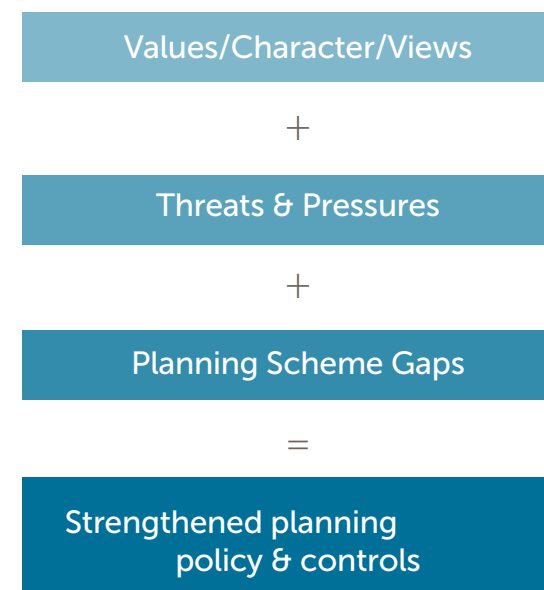 Values/Character/Views
+
Threats & Pressures
+
Planning Scheme Gaps
=
Strengthened planning
policy & controls